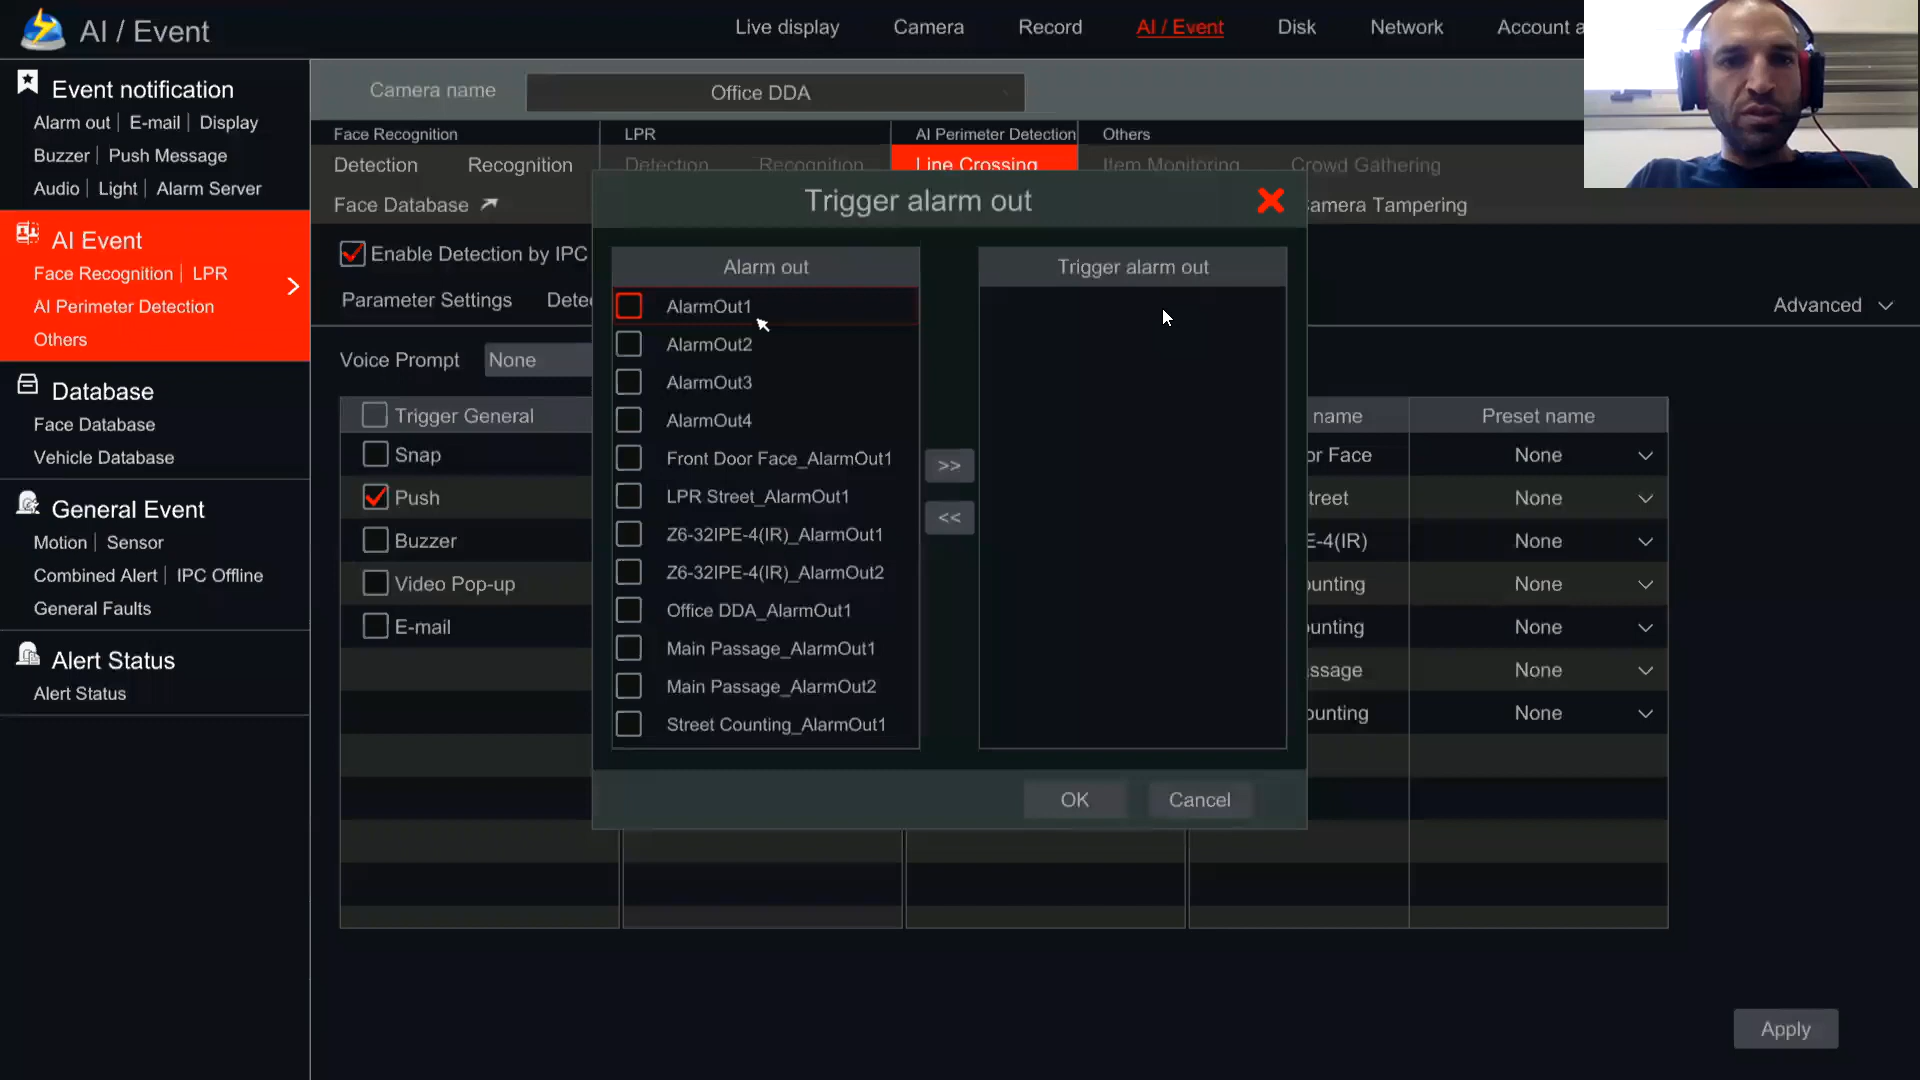 AI / Event
Live display
Camera
Record
AI / Event
Disk
Network
Account a
Event notification
Alarm out | E-mail | Display
Buzzer | Push Message
Audio | Light | Alarm Server
AI Event
Face Recognition | LPR
AI Perimeter Detection
Others
Database
Face Database
Vehicle Database
General Event
Motion | Sensor
Combined Alert | IPC Offline
General Faults
Alert Status
Alert Status
Camera name
Office DDA
Face Recognition
LPR
AI Perimeter Detection
Others
Detection
Recognition
Detection
Recognition
Line Crossing
Item Monitoring
Crowd Gathering
Face Database
amera Tampering
Enable Detection by IPC
Parameter Settings
Dete
Advanced
Voice Prompt
None
Trigger General
Snap
Push
Buzzer
Video Pop-up
E-mail
Trigger alarm out
Alarm out
AlarmOut1
AlarmOut2
AlarmOut3
AlarmOut4
Front Door Face_AlarmOut1
LPR Street_AlarmOut1
Z6-32IPE-4(IR)_AlarmOut1
Z6-32IPE-4(IR)_AlarmOut2
Office DDA_AlarmOut1
Main Passage_AlarmOut1
Main Passage_AlarmOut2
Street Counting_AlarmOut1
>>
<<
Trigger alarm out
OK
Cancel
name
Preset name
or Face
None
treet
None
E-4(IR)
None
ounting
None
ounting
None
ssage
None
ounting
None
Apply